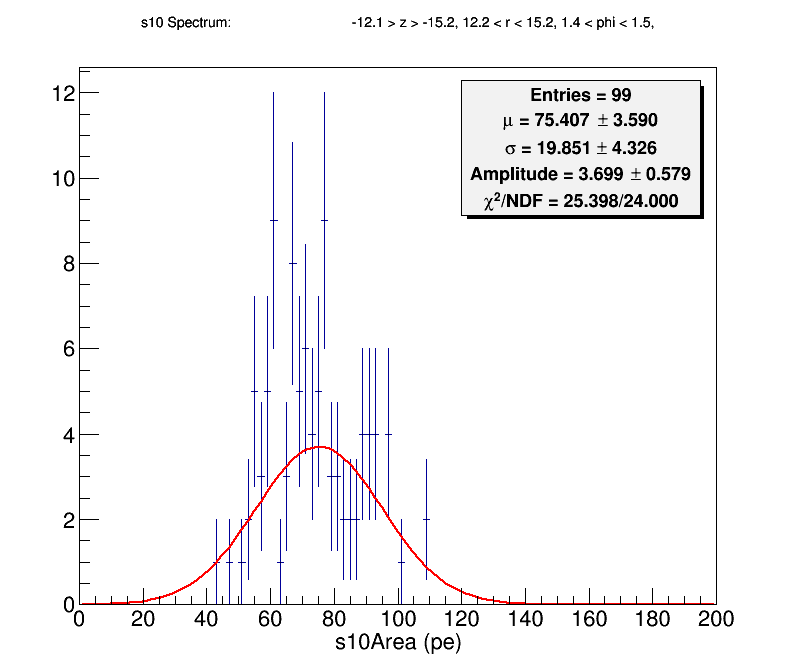 s10 Spectrum: -12.1 > z > -15.2, 12.2 < r < 15.2, 1.4 < phi < 1.5,
Entries = 99
μ = 75.407 ± 3.590
σ = 19.851 ± 4.326
Amplitude = 3.699 ± 0.579
χ²/NDF = 25.398/24.000
12
10
8
6
4
2
0
0 20 40 60 80 100 120 140 160 180 200
s10Area (pe)